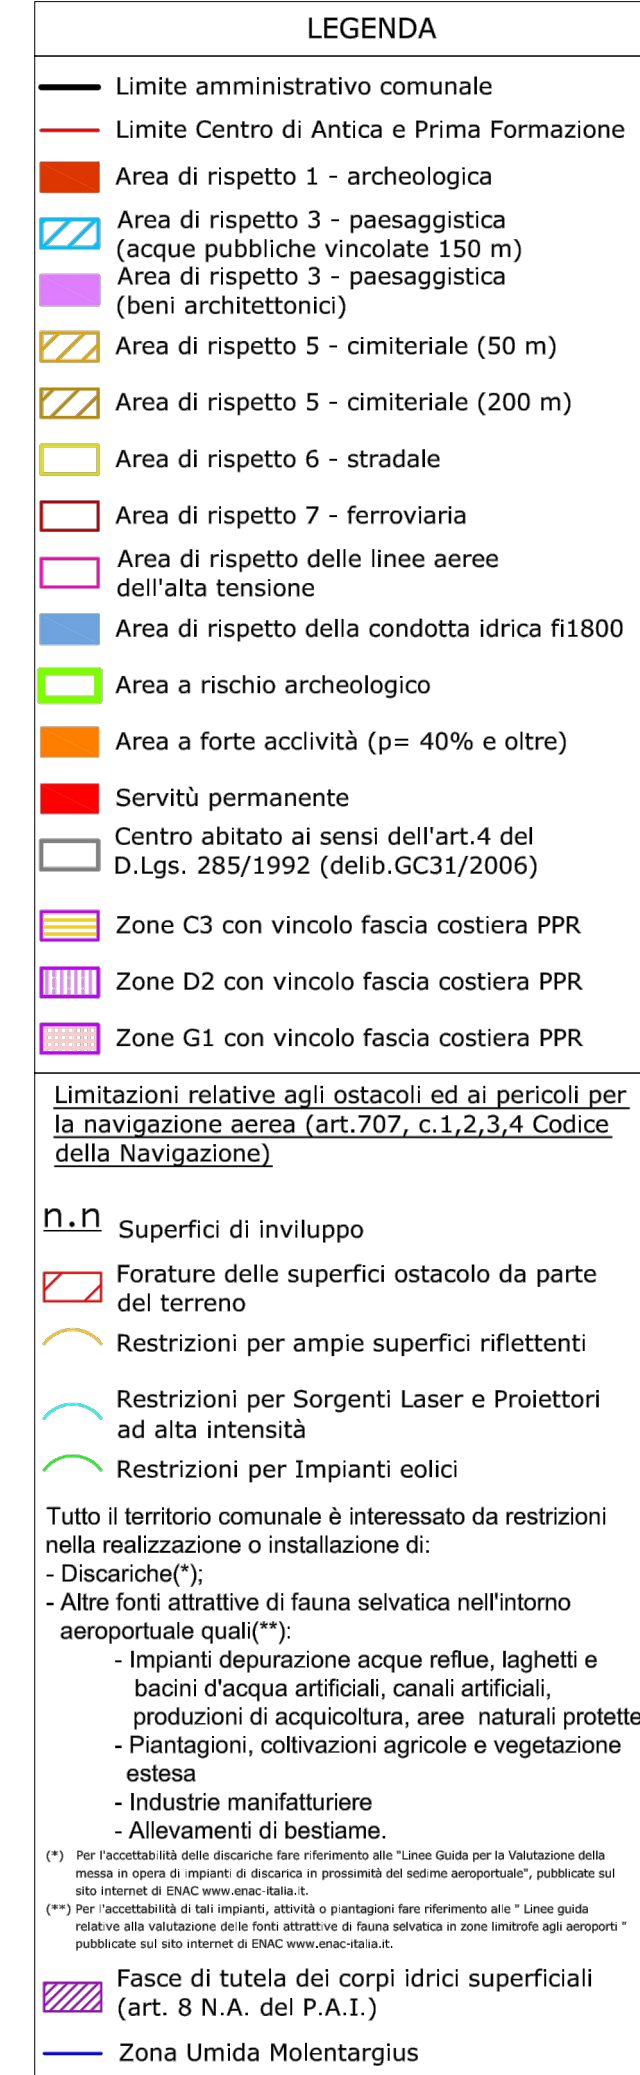 LEGENDA
Limite amministrativo comunale
Limite Centro di Antica e Prima Formazione
Area di rispetto 1 - archeologica
Area di rispetto 3 - paesaggistica
(acque pubbliche vincolate 150 m)
Area di rispetto 3 - paesaggistica
(beni architettonici)
Area di rispetto 5 - cimiteriale (50 m)
Area di rispetto 5 - cimiteriale (200 m)
Area di rispetto 6 - stradale
Area di rispetto 7 - ferroviaria
Area di rispetto delle linee aeree
dell'alta tensione
Area di rispetto della condotta idrica fi1800
Area a rischio archeologico
Area a forte acclività (p= 40% e oltre)
Servitù permanente
Centro abitato ai sensi dell'art.4 del
D.Lgs. 285/1992 (delib.GC31/2006)
Zone C3 con vincolo fascia costiera PPR
Zone D2 con vincolo fascia costiera PPR
Zone G1 con vincolo fascia costiera PPR
Limitazioni relative agli ostacoli ed ai pericoli per
la navigazione aerea (art.707, c.1,2,3,4 Codice
della Navigazione)
n.n Superfici di inviluppo
Forature delle superfici ostacolo da parte
del terreno
Restrizioni per ampie superfici riflettenti
Restrizioni per Sorgenti Laser e Proiettori
ad alta intensità
Restrizioni per Impianti eolici
Tutto il territorio comunale è interessato da restrizioni
nella realizzazione o installazione di:
- Discariche(*);
- Altre fonti attrattive di fauna selvatica nell'intorno
aeroportuale quali(**):
- Impianti depurazione acque reflue, laghetti e
bacini d'acqua artificiali, canali artificiali,
produzioni di acquicoltura, aree naturali protette
- Piantagioni, coltivazioni agricole e vegetazione
estesa
- Industrie manifatturiere
- Allevamenti di bestiame.
(*) Per l'accettabilità delle discariche fare riferimento alle "Linee Guida per la Valutazione della
messa in opera di impianti di discarica in prossimità del sedime aeroportuale", pubblicate sul
sito internet di ENAC www.enac-italia.it.
(**) Per l'accettabilità di tali impianti, attività o piantagioni fare riferimento alle " Linee guida
relative alla valutazione delle fonti attrattive di fauna selvatica in zone limitrofe agli aeroporti "
pubblicate sul sito internet di ENAC www.enac-italia.it.
Fasce di tutela dei corpi idrici superficiali
(art. 8 N.A. del P.A.I.)
Zona Umida Molentargius